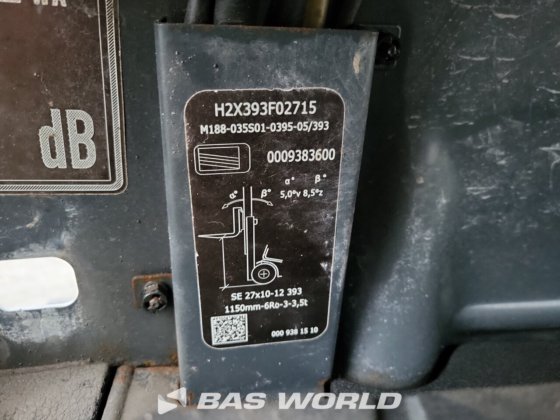 dB
H2X393F02715
M188-035S01-0395-05/393
0009383600
α° β°
α° β° 5,0°v 8,5°z
SE 27x10-12 393
1150mm-6Ro-3-3,5t
000 938 15 10
BAS WORLD